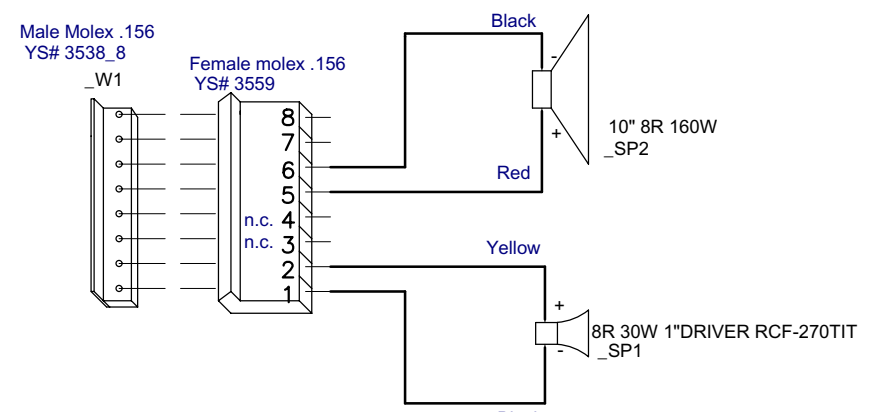 Black
Male Molex .156
YS# 3538_8
_W1
Female molex .156
YS# 3559
8
7
6
5
n.c. 4
n.c. 3
2
1
-
+
10" 8R 160W
_SP2
Red
Yellow
+
-
8R 30W 1"DRIVER RCF-270TIT
_SP1